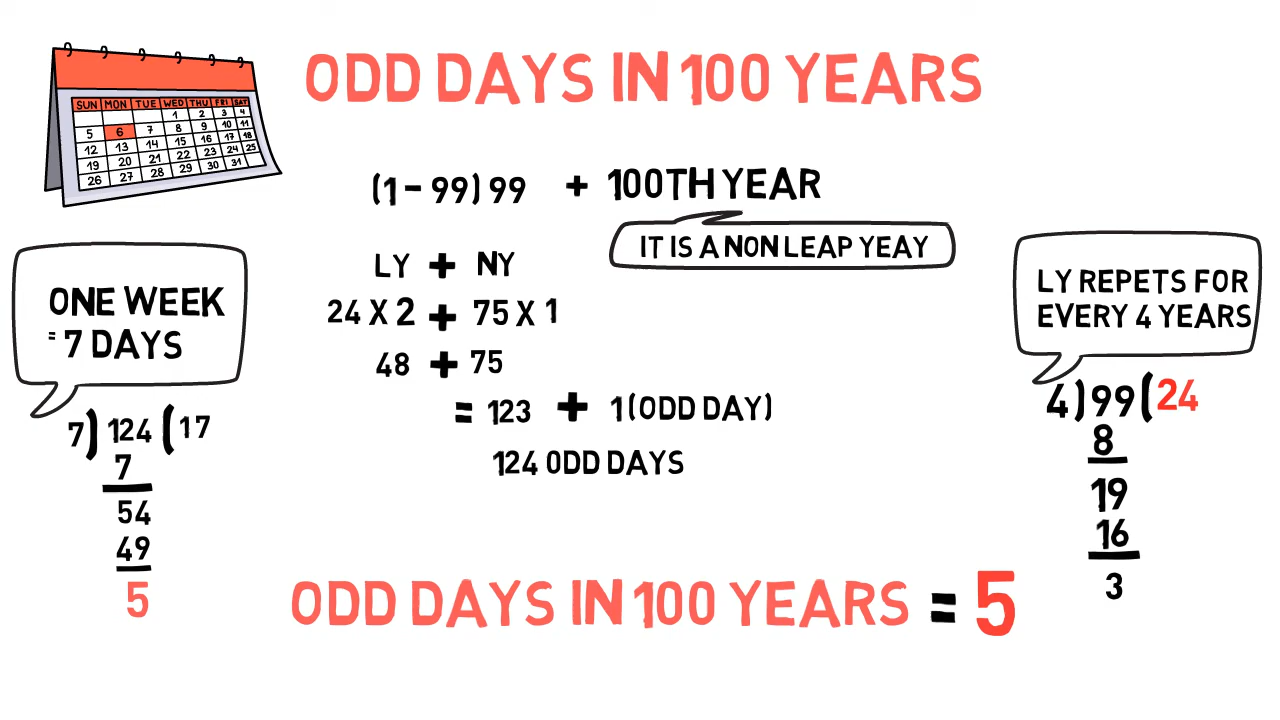 ODD DAYS IN 100 YEARS
SUN MON TUE WED THU FRI SAT
1 2 3 4
5 6 7 8 9 10 11
12 13 14 15 16 17 18
19 20 21 22 23 24 25
26 27 28 29 30 31
(1-99) 99 + 100TH YEAR
IT IS A NON LEAP YEAY
LY + NY
24 X 2 + 75 X 1
48 + 75
= 123 + 1(ODD DAY)
124 ODD DAYS
ONE WEEK
= 7 DAYS
7) 124 (17
7
54
49
5
LY REPETS FOR
EVERY 4 YEARS
4) 99 (24
8
19
16
3
ODD DAYS IN 100 YEARS = 5